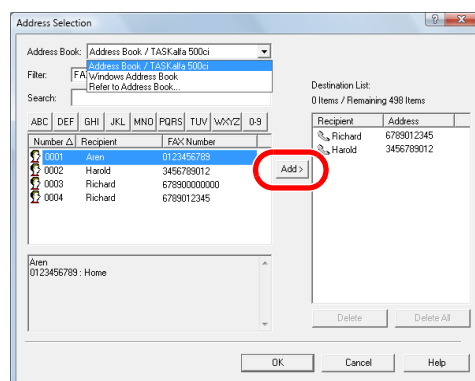 Address Selection
Address Book: Address Book / TASKalfa 500ci
Address Book / TASKalfa 500ci
Windows Address Book
Refer to Address Book...
Filter: FA
Search:
ABC DEF GHI JKL MNO PQRS TUV WXYZ 0-9
Number Recipient FAX Number
0001 Aren 0123456789
0002 Harold 3456789012
0003 Richard 678900000000
0004 Richard 6789012345
Aren
0123456789 : Home
Add >
Destination List:
0 Items / Remaining 498 Items
Recipient Address
Richard 6789012345
Harold 3456789012
Delete Delete All
OK Cancel Help